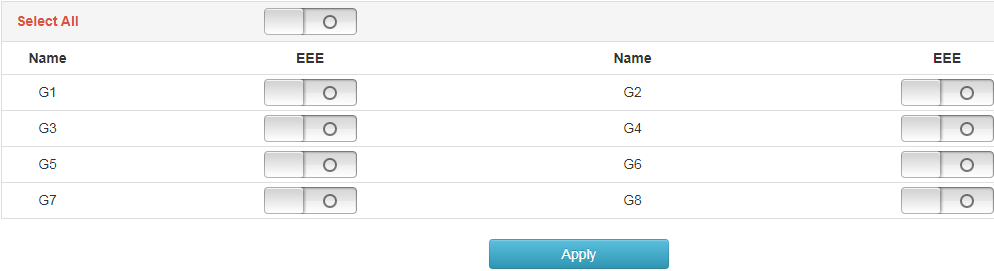 Select All
Name EEE Name EEE
G1 G2
G3 G4
G5 G6
G7 G8
Apply